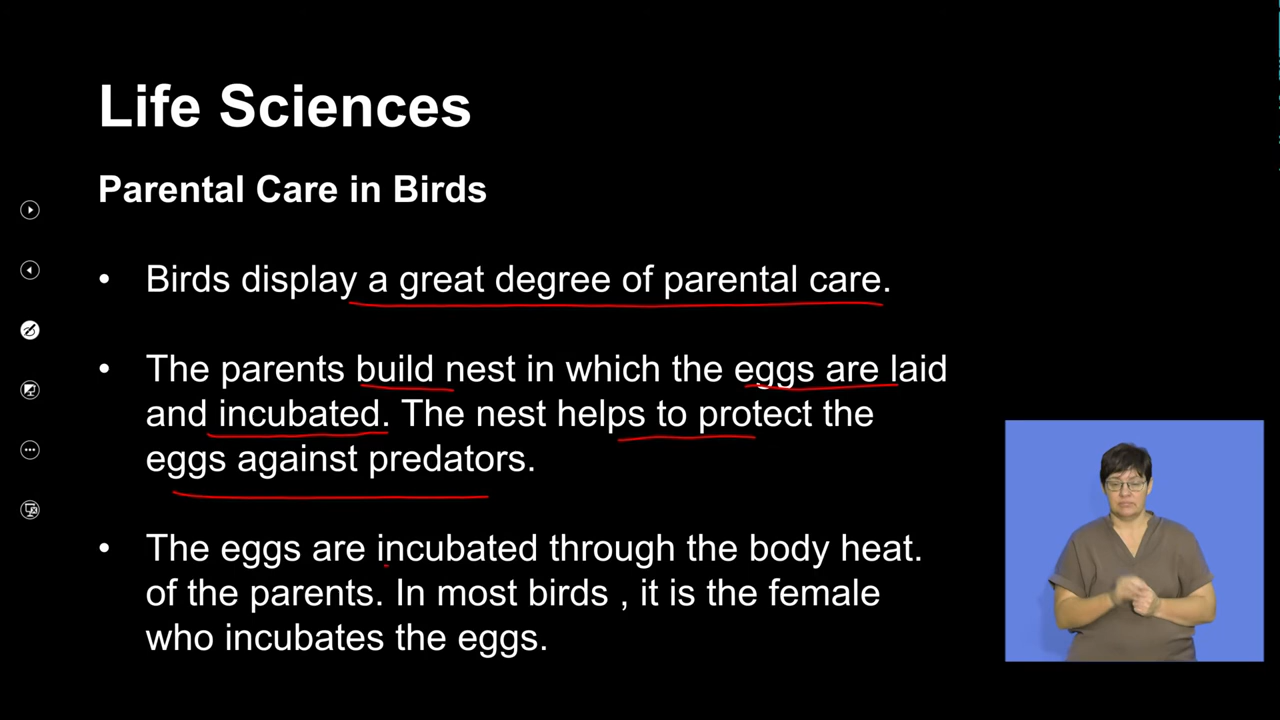 Life Sciences
Parental Care in Birds
• Birds display a great degree of parental care.
• The parents build nest in which the eggs are laid
and incubated. The nest helps to protect the
eggs against predators.
• The eggs are incubated through the body heat.
of the parents. In most birds , it is the female
who incubates the eggs.